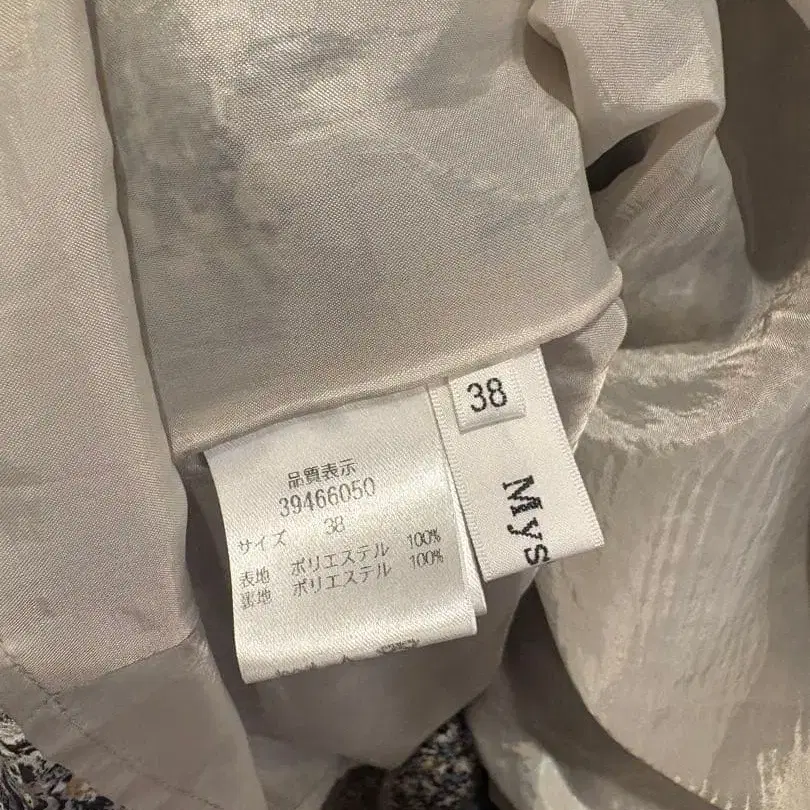 品質表示
39466050
サイズ 38
表地 ポリエステル 100%
裏地 ポリエステル 100%
38
Mys